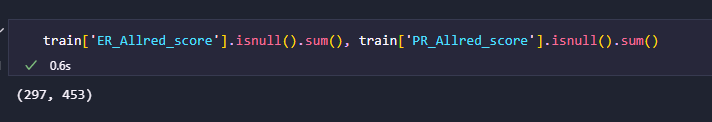 train['ER_Allred_score'].isnull().sum(), train['PR_Allred_score'].isnull().sum()
0.6s
(297, 453)